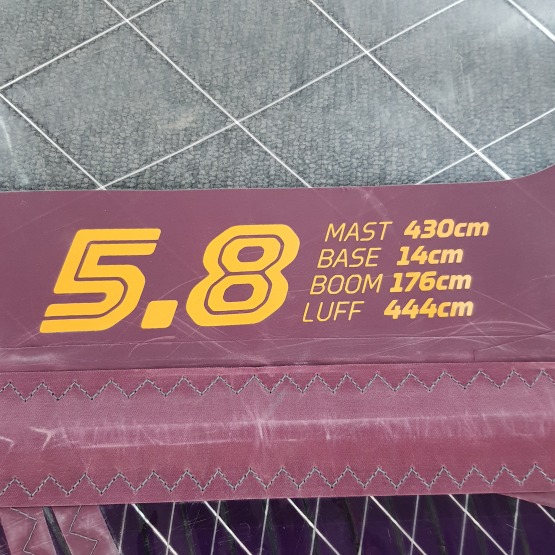 5.8
MAST 430cm
BASE 14cm
BOOM 176cm
LUFF 444cm